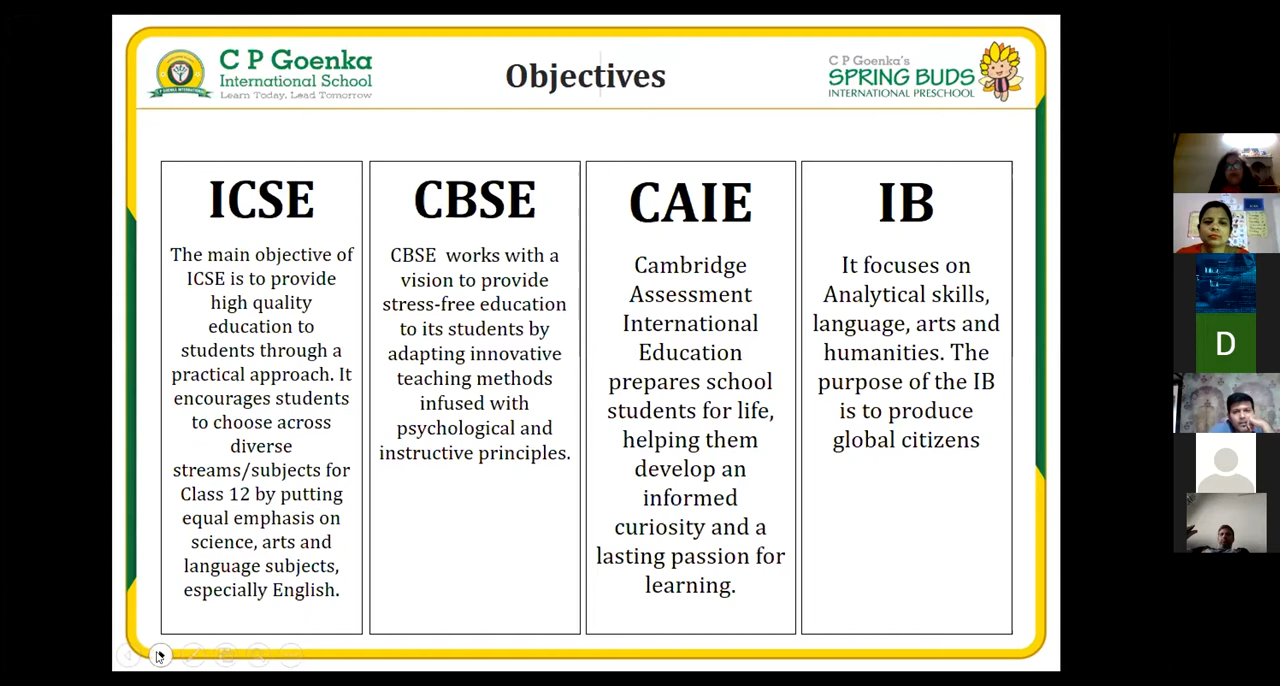 C P Goenka
International School
Learn Today, Lead Tomorrow
Objectives
C P Goenka's
SPRING BUDS
INTERNATIONAL PRESCHOOL
ICSE
The main objective of
ICSE is to provide
high quality
education to
students through a
practical approach. It
encourages students
to choose across
diverse
streams/subjects for
Class 12 by putting
equal emphasis on
science, arts and
language subjects,
especially English.
CBSE
CBSE works with a
vision to provide
stress-free education
to its students by
adapting innovative
teaching methods
infused with
psychological and
instructive principles.
CAIE
Cambridge
Assessment
International
Education
prepares school
students for life,
helping them
develop an
informed
curiosity and a
lasting passion for
learning.
IB
It focuses on
Analytical skills,
language, arts and
humanities. The
purpose of the IB
is to produce
global citizens
D